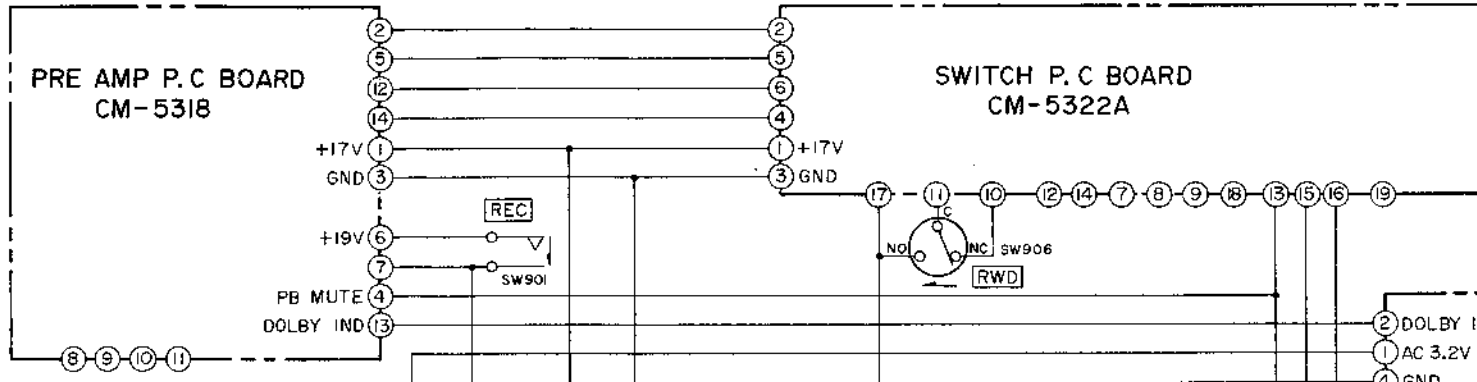 2 2
5 5
12 6
14 4
PRE AMP P.C BOARD
CM-5318
SWITCH P.C BOARD
CM-5322A
+17V 1 1 +17V
GND 3 3 GND
17 11 10 12 14 7 8 9 18 13 15 16 19
REC
C
+19V 6
NO NC SW906
7
SW901
RWD
PB MUTE 4
DOLBY IND 13
2 DOLBY I
8 9 10 11
1 AC 3.2V
4 GND